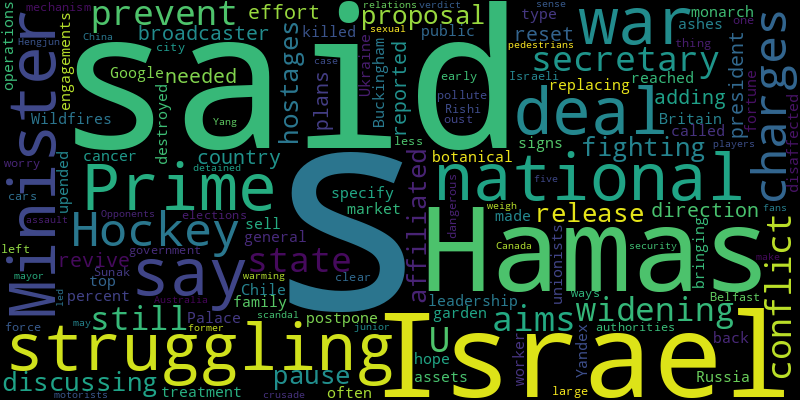 operations
mechanism
prevent
effort
relations
verdict
proposal
war
sense
monarch
Hengjun
China
broadcaster
killed
sexual
type
ashes
one
Minister
engagements
said
hostages
plans
Ukraine
Buckingham
reported
public
pedestrians
reset
secretary
thing
charges
city
Google
needed
case
early
Israeli
reached
president
fortune
Wildfires
destroyed
Yang
pollute
replacing
adding
Rishi
deal
Britain
oust
called
disaffected
players
worry
upended
cancer
country
less
signs
fighting
detained
botanical
cars
Prime
S
specify
market
affiliated
dangerous
national
five
assault
Opponents
elections
sell
weigh
made
release
direction
fans
Hockey
general
Hamas
left
government
Canada
security
bringing
make
revive
say
state
clear
unionists
conflict
mayor
Sunak
warming
top
Chile
ways
percent
Australia
family
leadership
Belfast
led
still
Palace
postpone
garden
aims
widening
force
may
former
scandal
junior
U
authorities
struggling
Israel
hope
worker
Yandex
back
discussing
pause
assets
Russia
motorists
treatment
crusade
often
large